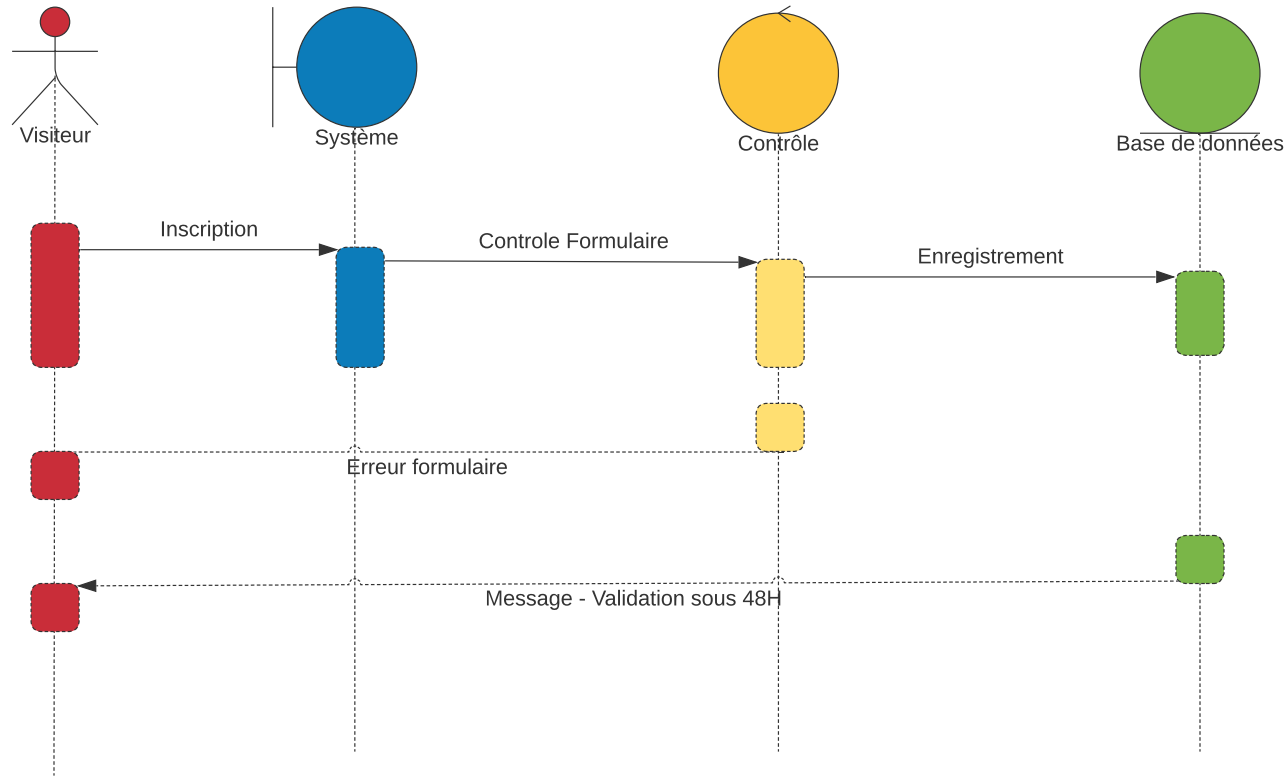 Visiteur
Système
Contrôle
Base de données
Inscription
Controle Formulaire
Enregistrement
Erreur formulaire
Message - Validation sous 48H